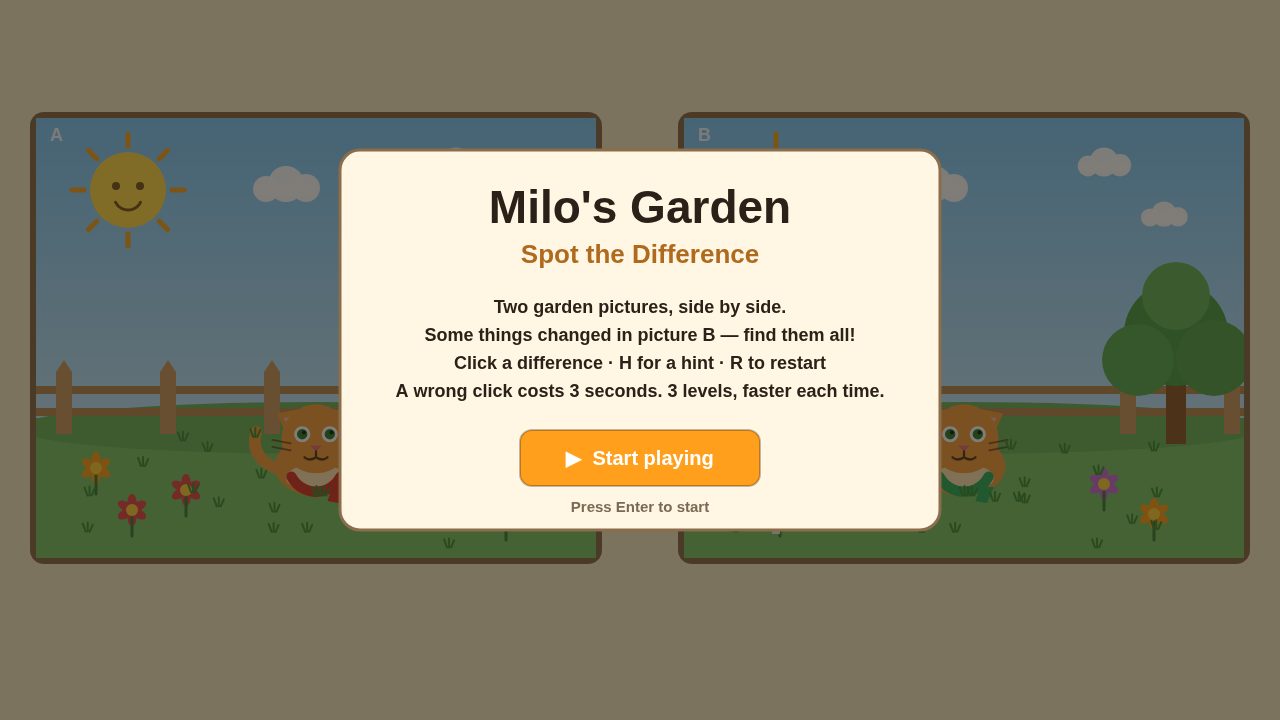 A
B
Milo's Garden
Spot the Difference
Two garden pictures, side by side.
Some things changed in picture B — find them all!
Click a difference · H for a hint · R to restart
A wrong click costs 3 seconds. 3 levels, faster each time.
▶ Start playing
Press Enter to start